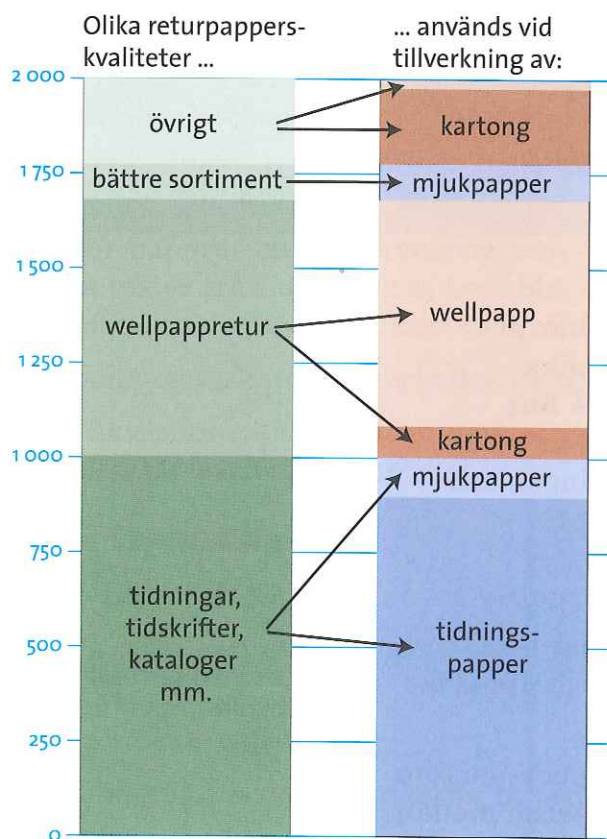 Olika returpappers-
kvaliteter ...
... används vid
tillverkning av:
2 000
övrigt
kartong
1 750
bättre sortiment
mjukpapper
1 500
wellpappretur
wellpapp
1 250
kartong
1 000
mjukpapper
750
tidningar,
tidskrifter,
kataloger
mm.
tidnings-
papper
500
250
0